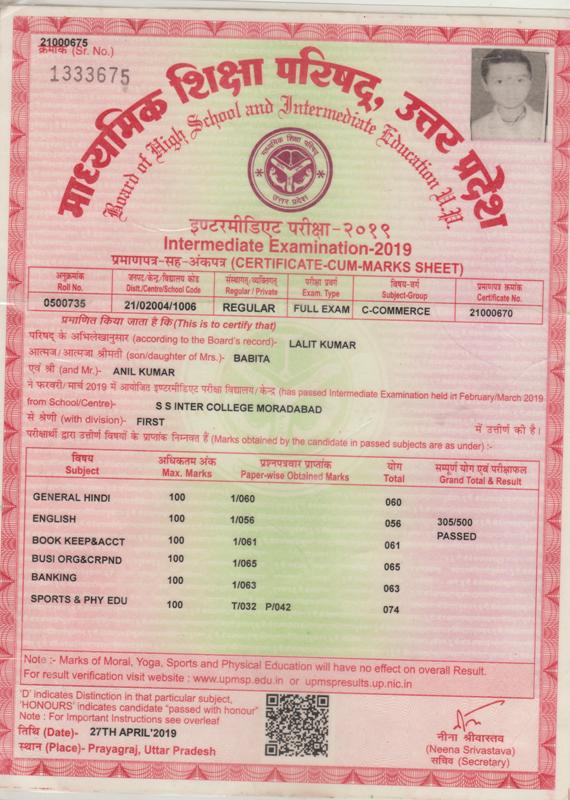 21000675
क्रमांक (Sr. No.)
1333675
माध्यमिक शिक्षा परिषद्, उत्तर प्रदेश
Board of High School and Intermediate Education U.P.
माध्यमिक शिक्षा परिषद्
उत्तर प्रदेश
इण्टरमीडिएट परीक्षा-२०१९
Intermediate Examination-2019
प्रमाणपत्र-सह-अंकपत्र (CERTIFICATE-CUM-MARKS SHEET)
अनुक्रमांक जनपद/केन्द्र/विद्यालय कोड संस्थागत/व्यक्तिगत परीक्षा प्रवर्ग विषय-वर्ग प्रमाणपत्र क्रमांक
Roll No. Distt./Centre/School Code Regular / Private Exam. Type Subject-Group Certificate No.
0500735 21/02004/1006 REGULAR FULL EXAM C-COMMERCE 21000670
प्रमाणित किया जाता है कि (This is to certify that)
परिषद् के अभिलेखानुसार (according to the Board's record)- LALIT KUMAR
आत्मज/आत्मजा श्रीमती (son/daughter of Mrs.)- BABITA
एवं श्री (and Mr.)- ANIL KUMAR
ने फरवरी/मार्च 2019 में आयोजित इण्टरमीडिएट परीक्षा विद्यालय/केन्द्र (has passed Intermediate Examination held in February/March 2019
from School/Centre)- S S INTER COLLEGE MORADABAD
से श्रेणी (with division)- FIRST में उत्तीर्ण की है।
परीक्षार्थी द्वारा उत्तीर्ण विषयों के प्राप्तांक निम्नवत हैं (Marks obtained by the candidate in passed subjects are as under) :-
विषय अधिकतम अंक प्रश्नपत्रवार प्राप्तांक योग सम्पूर्ण योग एवं परीक्षाफल
Subject Max. Marks Paper-wise Obtained Marks Total Grand Total & Result
GENERAL HINDI 100 1/060 060
ENGLISH 100 1/056 056 305/500
BOOK KEEP&ACCT 100 1/061 061 PASSED
BUSI ORG&CRPND 100 1/065 065
BANKING 100 1/063 063
SPORTS & PHY EDU 100 T/032 P/042 074
Note :- Marks of Moral, Yoga, Sports and Physical Education will have no effect on overall Result.
For result verification visit website : www.upmsp.edu.in or upmspresults.up.nic.in
'D' indicates Distinction in that particular subject,
'HONOURS' indicates candidate "passed with honour"
Note : For Important Instructions see overleaf
तिथि (Date)- 27TH APRIL'2019
स्थान (Place)- Prayagraj, Uttar Pradesh
नीना श्रीवास्तव
(Neena Srivastava)
सचिव (Secretary)